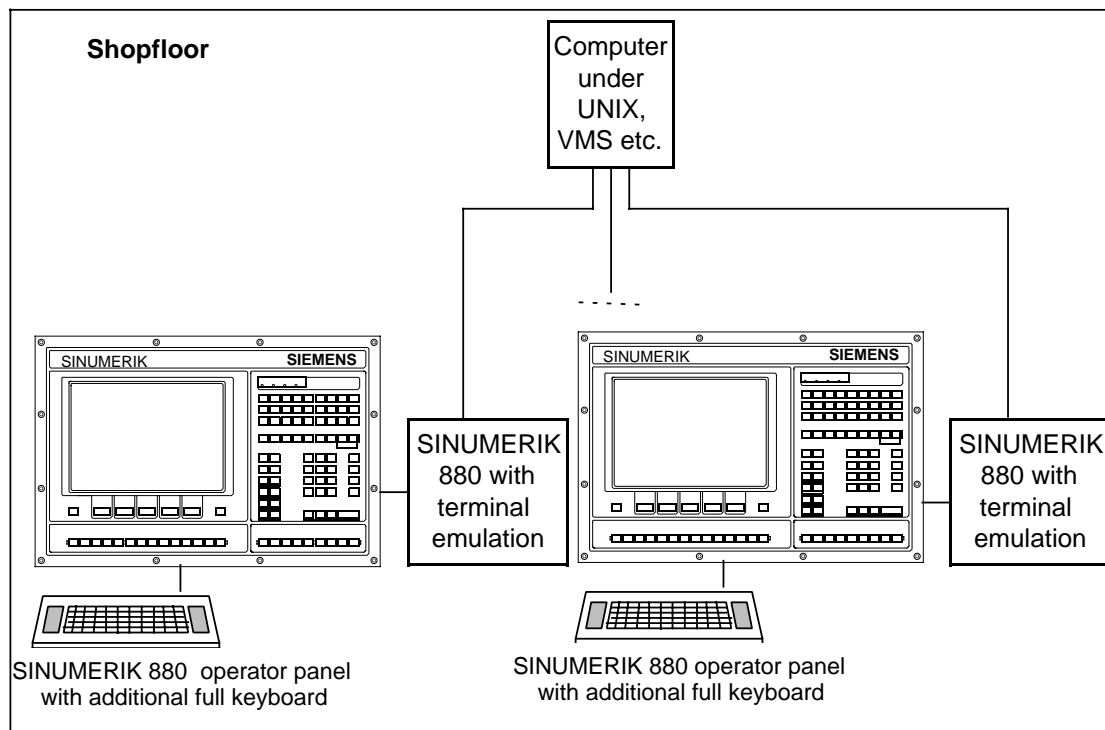 Shopfloor
Computer
under
UNIX,
VMS etc.
SINUMERIK
SIEMENS
SINUMERIK
880 with
terminal
emulation
SINUMERIK 880 operator panel
with additional full keyboard
SINUMERIK
SIEMENS
SINUMERIK
880 with
terminal
emulation
SINUMERIK 880 operator panel
with additional full keyboard